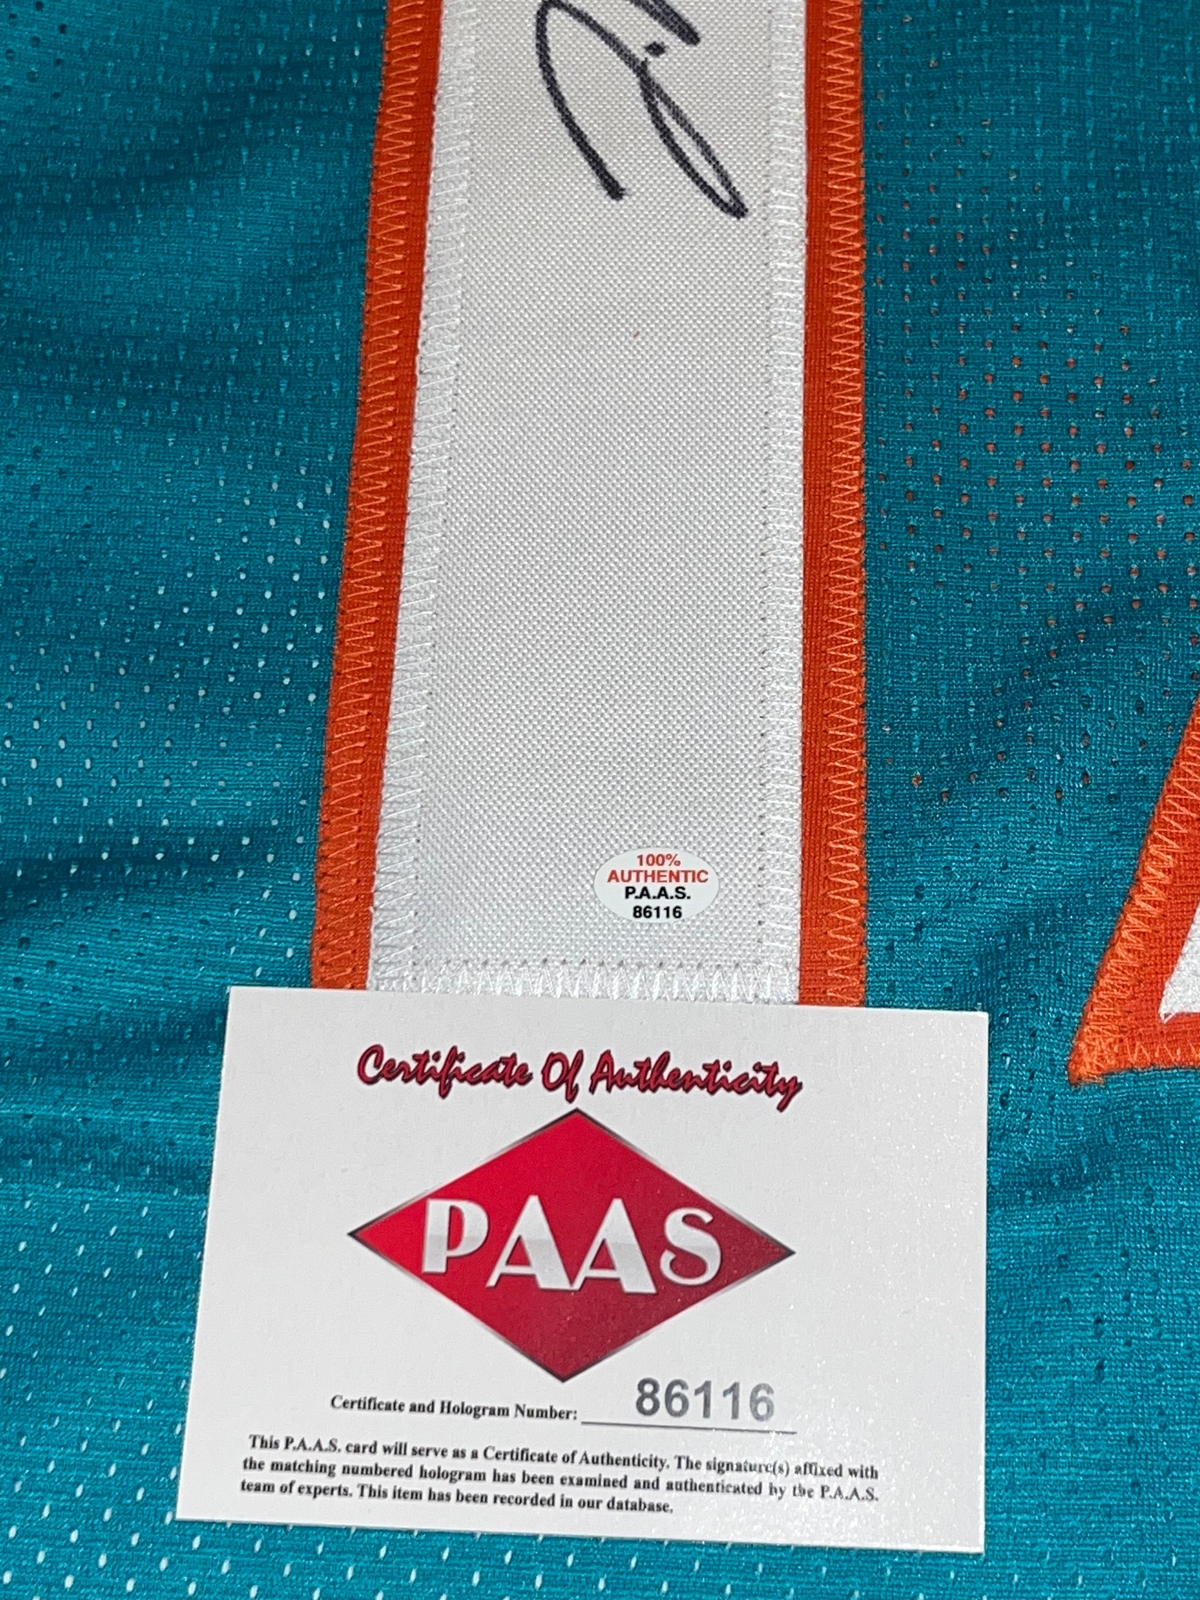 100%
AUTHENTIC
P.A.A.S.
86116
Certificate Of Authenticity
PAAS
Certificate and Hologram Number: 86116
This P.A.A.S. card will serve as a Certificate of Authenticity. The signature(s) affixed with
the matching numbered hologram has been examined and authenticated by the P.A.A.S.
team of experts. This item has been recorded in our database.